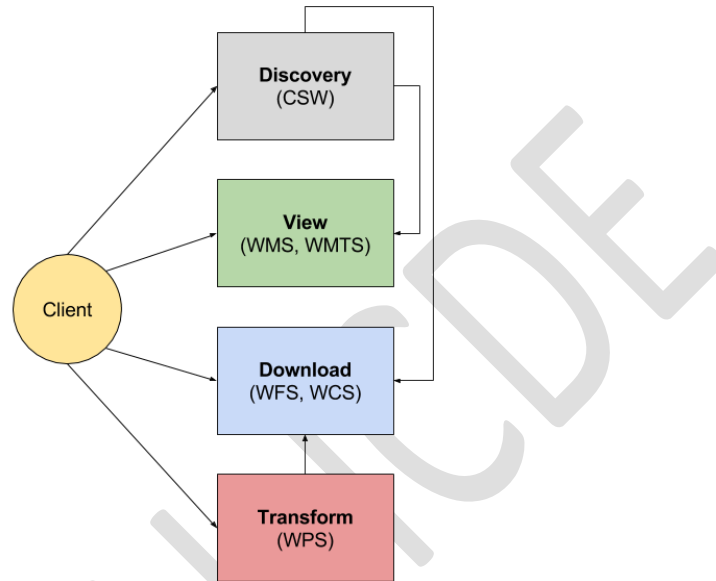 Discovery
(CSW)
View
(WMS, WMTS)
Client
Download
(WFS, WCS)
Transform
(WPS)